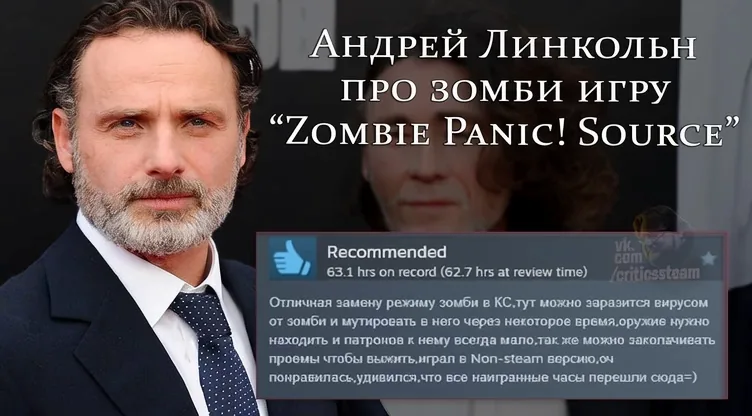 Андрей Линкольн
про зомби игру
“Zombie Panic! Source”
vk.
com
/criticssteam
Recommended
63.1 hrs on record (62.7 hrs at review time)
Отличная замену режиму зомби в КС,тут можно заразится вирусом
от зомби и мутировать в него через некоторое время,оружие нужно
находить и патронов к нему всегда мало,так же можно заколачивать
проемы чтобы выжить,играл в Non-steam версию,оч
понравилась,удивился,что все наигранные часы перешли сюда=)